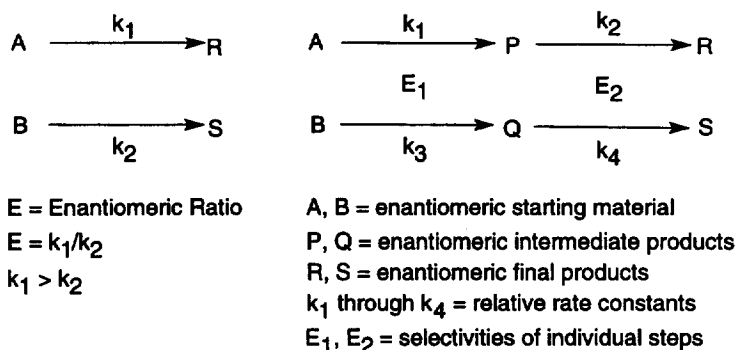 k1 k1 k2
A R A P R
E1 E2
B S B Q S
k2 k3 k4
E = Enantiomeric Ratio
E = k1/k2
k1 > k2
A, B = enantiomeric starting material
P, Q = enantiomeric intermediate products
R, S = enantiomeric final products
k1 through k4 = relative rate constants
E1, E2 = selectivities of individual steps